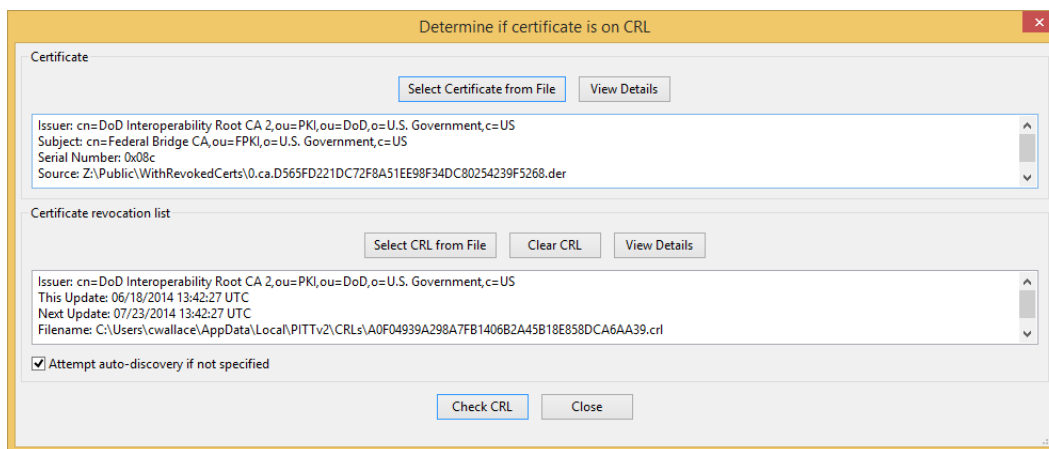 Determine if certificate is on CRL
Certificate
Select Certificate from File View Details
Issuer: cn=DoD Interoperability Root CA 2,ou=PKI,ou=DoD,o=U.S. Government,c=US
Subject: cn=Federal Bridge CA,ou=FPKI,o=U.S. Government,c=US
Serial Number: 0x08c
Source: Z:\Public\WithRevokedCerts\0.ca.D565FD221DC72F8A51EE98F34DC80254239F5268.der
Certificate revocation list
Select CRL from File Clear CRL View Details
Issuer: cn=DoD Interoperability Root CA 2,ou=PKI,ou=DoD,o=U.S. Government,c=US
This Update: 06/18/2014 13:42:27 UTC
Next Update: 07/23/2014 13:42:27 UTC
Filename: C:\Users\cwallace\AppData\Local\PITTv2\CRLs\A0F04939A298A7FB1406B2A45B18E858DCA6AA39.crl
Attempt auto-discovery if not specified
Check CRL Close